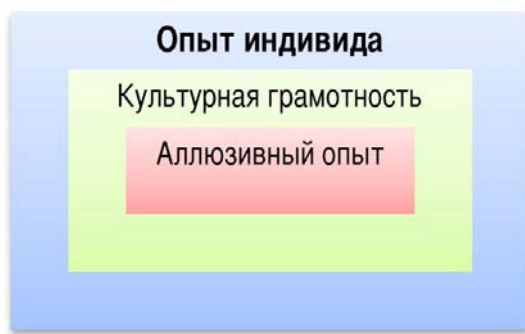 Опыт индивида
Культурная грамотность
Аллюзивный опыт